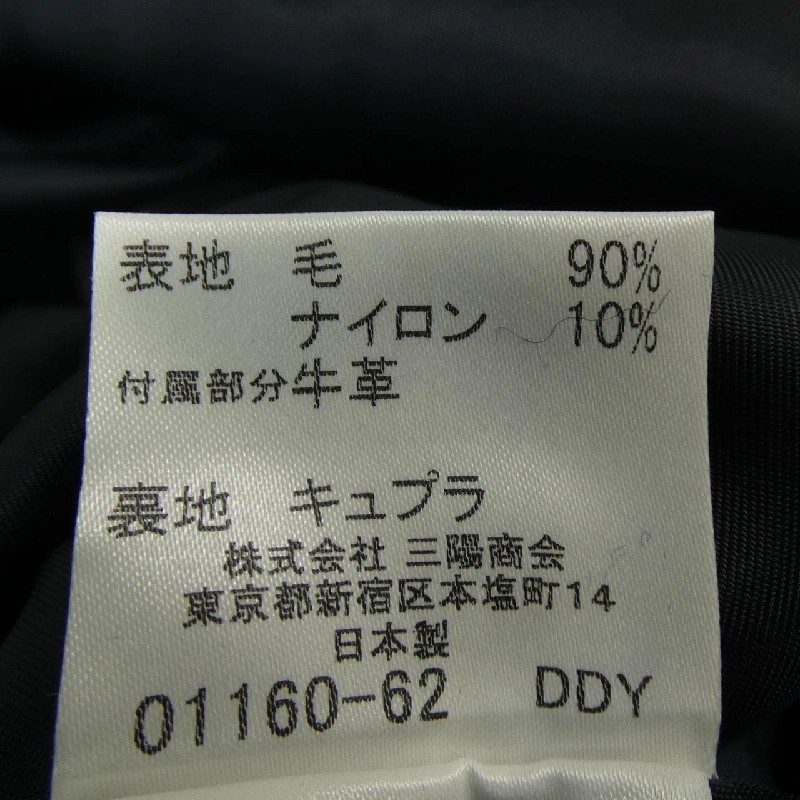 表地 毛 90%
ナイロン 10%
付属部分 牛革
裏地 キュプラ
株式会社 三陽商会
東京都新宿区本塩町14
日本製
01160-62 DDY